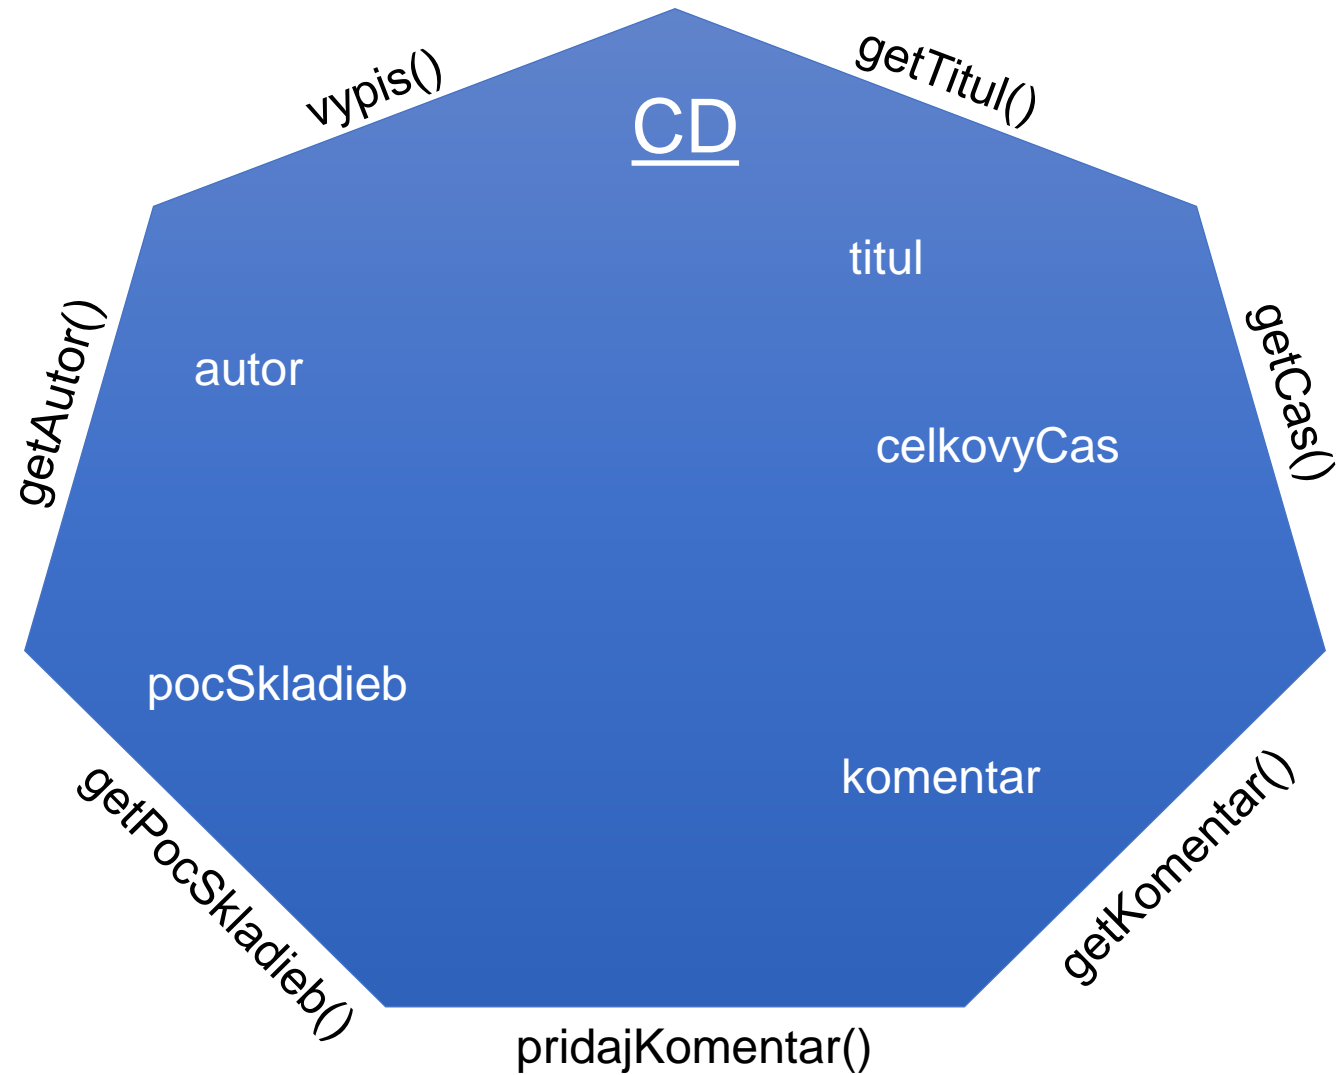 vypis()
getTitul()
CD
titul
getAutor()
autor
getCas()
celkovyCas
pocSkladieb
komentar
getPocSkladieb()
getKomentar()
pridajKomentar()